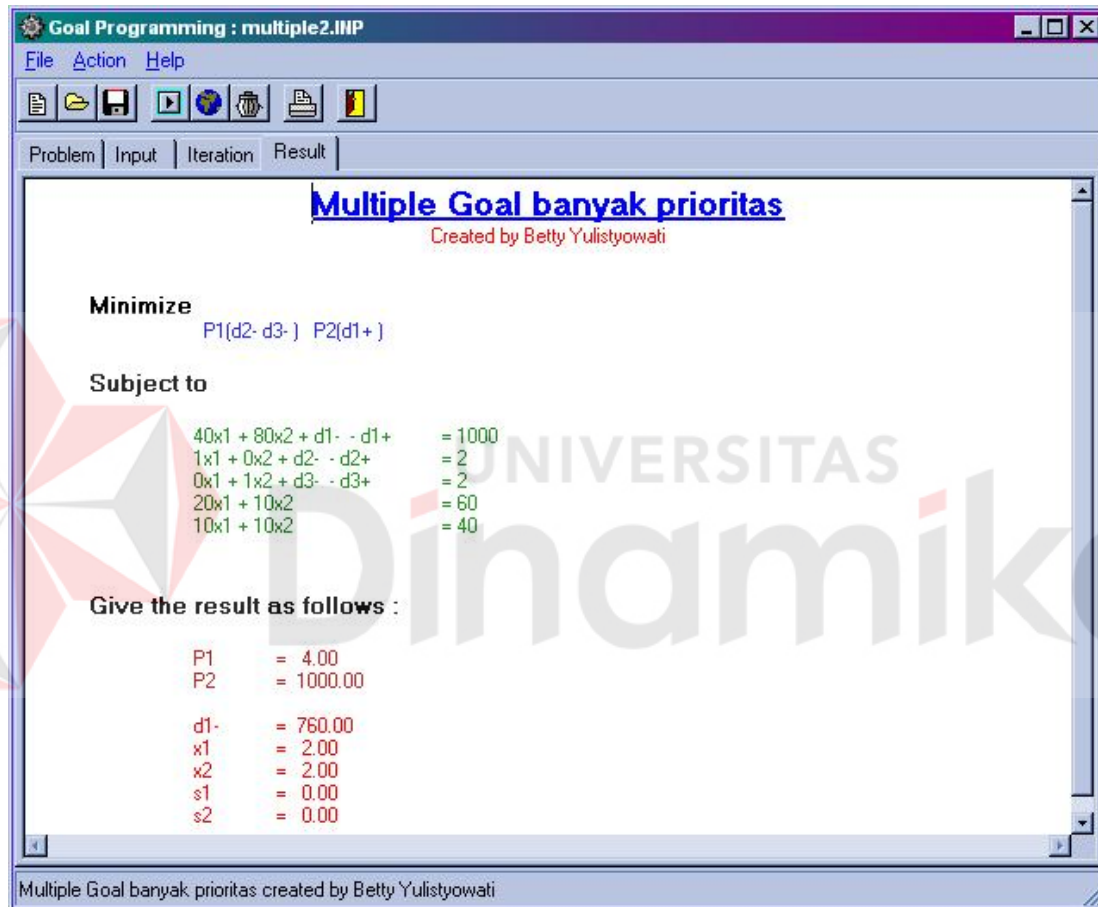 Goal Programming : multiple2.INP
File Action Help
Problem Input Iteration Result
Multiple Goal banyak prioritas
Created by Betty Yulistyowati
Minimize
P1(d2- d3- ) P2(d1+ )
Subject to
40x1 + 80x2 + d1- - d1+ = 1000
1x1 + 0x2 + d2- - d2+ = 2
0x1 + 1x2 + d3- - d3+ = 2
20x1 + 10x2 = 60
10x1 + 10x2 = 40
UNIVERSITAS
Dinamika
Give the result as follows :
P1 = 4.00
P2 = 1000.00
d1- = 760.00
x1 = 2.00
x2 = 2.00
s1 = 0.00
s2 = 0.00
Multiple Goal banyak prioritas created by Betty Yulistyowati